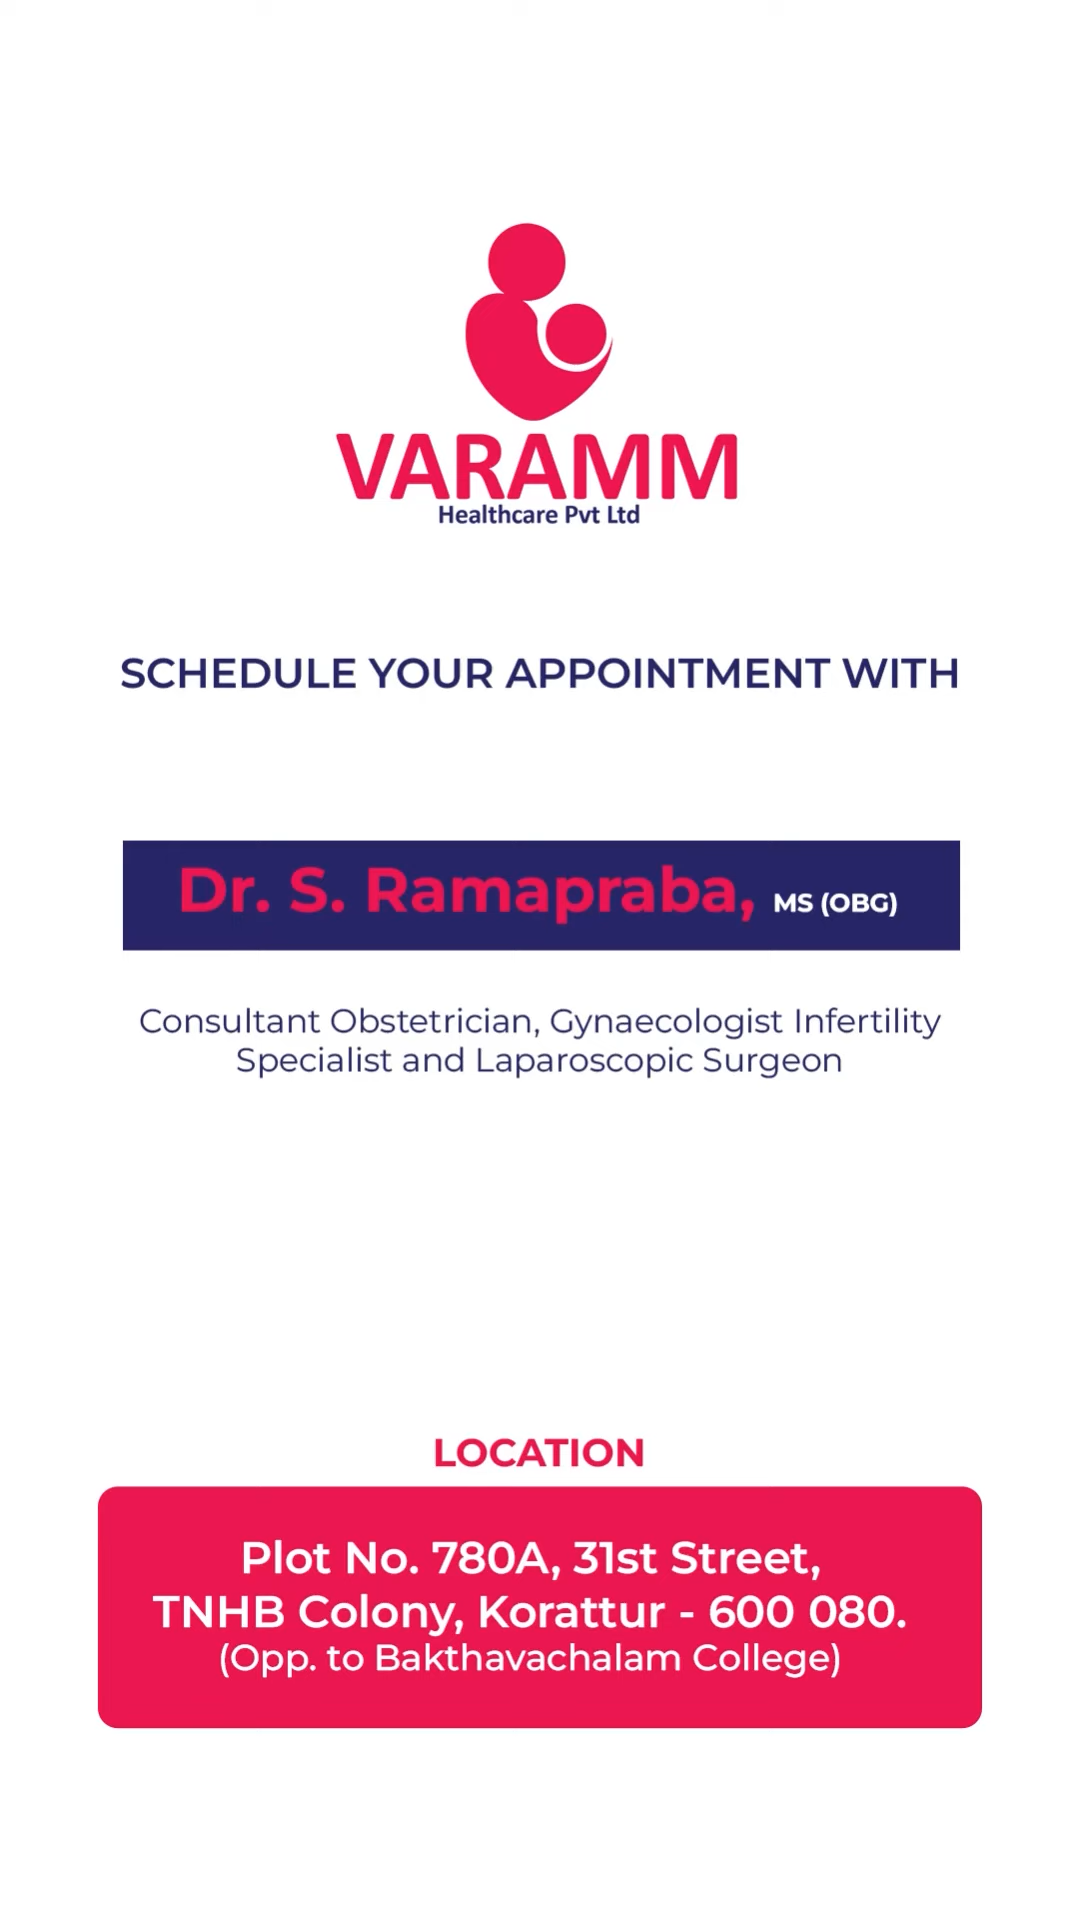 VARAMM
Healthcare Pvt Ltd
SCHEDULE YOUR APPOINTMENT WITH
Dr. S. Ramapraba, MS (OBG)
Consultant Obstetrician, Gynaecologist Infertility
Specialist and Laparoscopic Surgeon
LOCATION
Plot No. 780A, 31st Street,
TNHB Colony, Korattur - 600 080.
(Opp. to Bakthavachalam College)